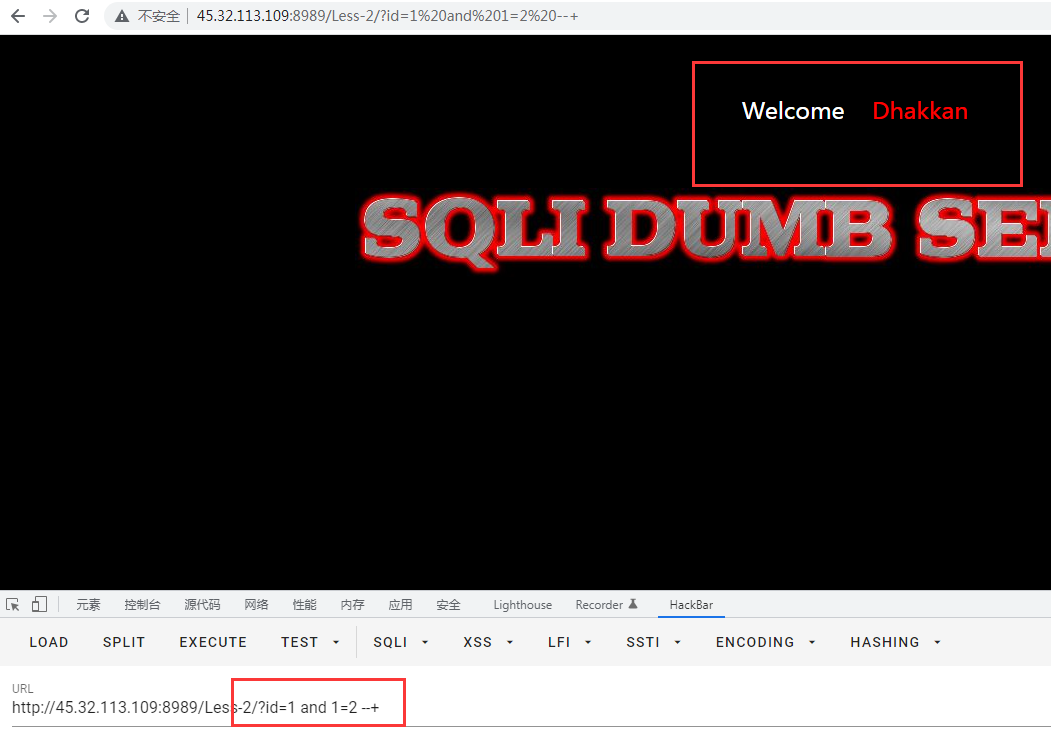 不安全 45.32.113.109:8989/Less-2/?id=1%20and%201=2%20--+
Welcome Dhakkan
SQLI DUMB SE
元素 控制台 源代码 网络 性能 内存 应用 安全 Lighthouse Recorder HackBar
LOAD SPLIT EXECUTE TEST SQLI XSS LFI SSTI ENCODING HASHING
URL
http://45.32.113.109:8989/Less-2/?id=1 and 1=2 --+